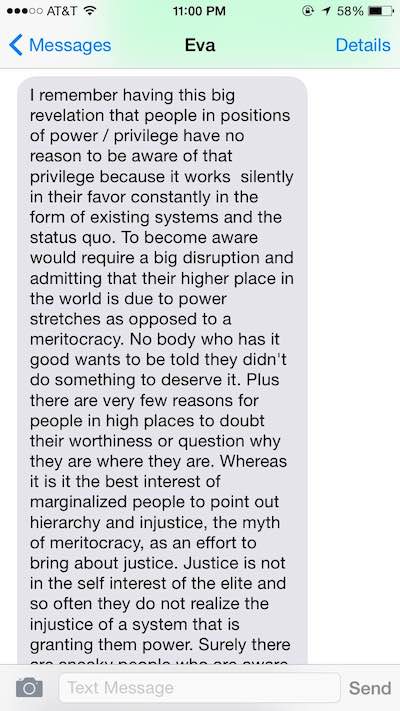 AT&T 11:00 PM 58%
Messages Eva Details
I remember having this big
revelation that people in positions
of power / privilege have no
reason to be aware of that
privilege because it works silently
in their favor constantly in the
form of existing systems and the
status quo. To become aware
would require a big disruption and
admitting that their higher place in
the world is due to power
stretches as opposed to a
meritocracy. No body who has it
good wants to be told they didn't
do something to deserve it. Plus
there are very few reasons for
people in high places to doubt
their worthiness or question why
they are where they are. Whereas
it is it the best interest of
marginalized people to point out
hierarchy and injustice, the myth
of meritocracy, as an effort to
bring about justice. Justice is not
in the self interest of the elite and
so often they do not realize the
injustice of a system that is
granting them power. Surely there
are sneaky people who are aware
Text Message Send